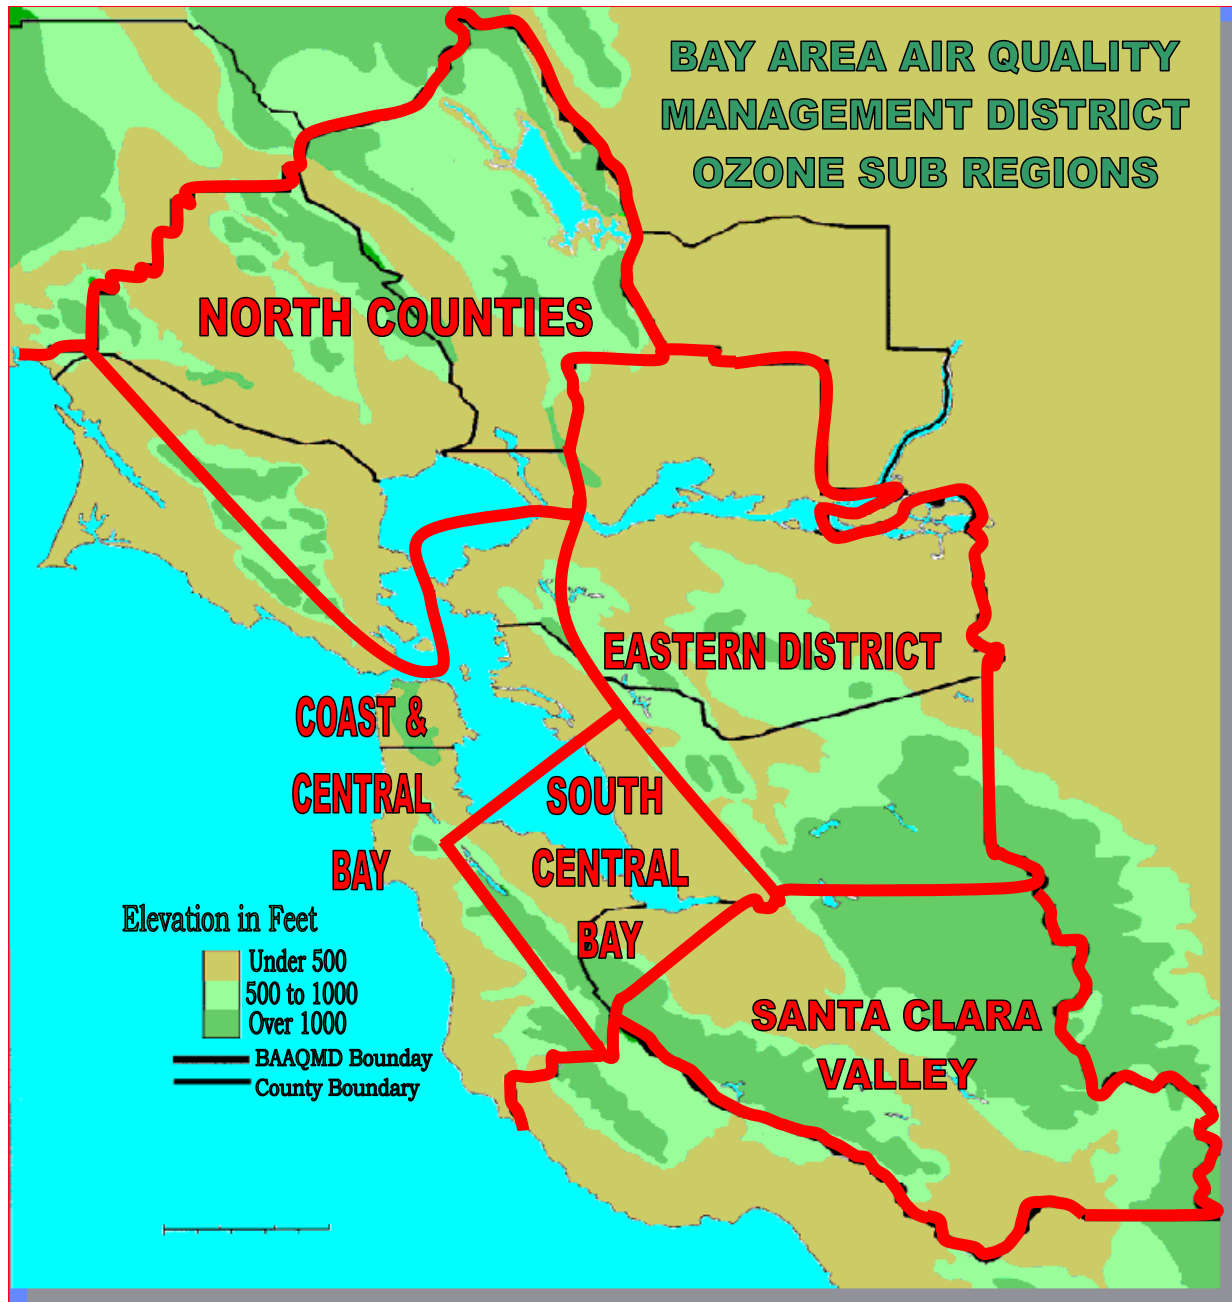 BAY AREA AIR QUALITY
MANAGEMENT DISTRICT
OZONE SUB REGIONS
NORTH COUNTIES
EASTERN DISTRICT
COAST &
CENTRAL
BAY
SOUTH
CENTRAL
BAY
SANTA CLARA
VALLEY
Elevation in Feet
Under 500
500 to 1000
Over 1000
BAAQMD Bounday
County Boundary